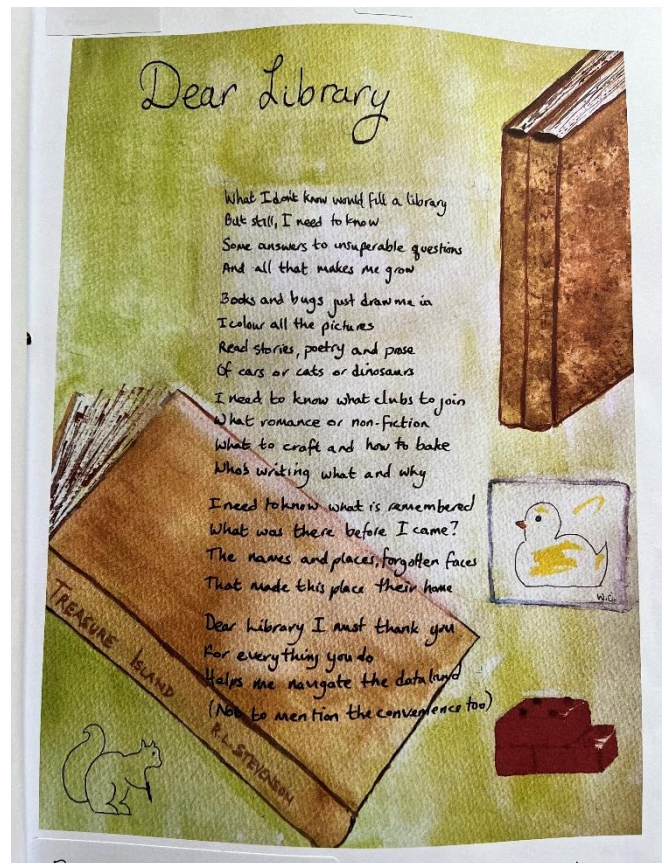 Dear Library
What I don't know would fill a library
But still, I need to know
Some answers to unsuperable questions
And all that makes me grow
Books and bugs just draw me in
I colour all the pictures
Read stories, poetry and prose
Of cars or cats or dinosaurs
I need to know what clubs to join
What romance or non-fiction
What to craft and how to bake
Who's writing what and why
I need to know what is remembered
What was there before I came?
The names and places, forgotten faces
That made this place their home
Dear Library I must thank you
For everything you do
Helps me navigate the data
(Not to mention the convenience too)
TREASURE ISLAND
R.L. STEVENSON